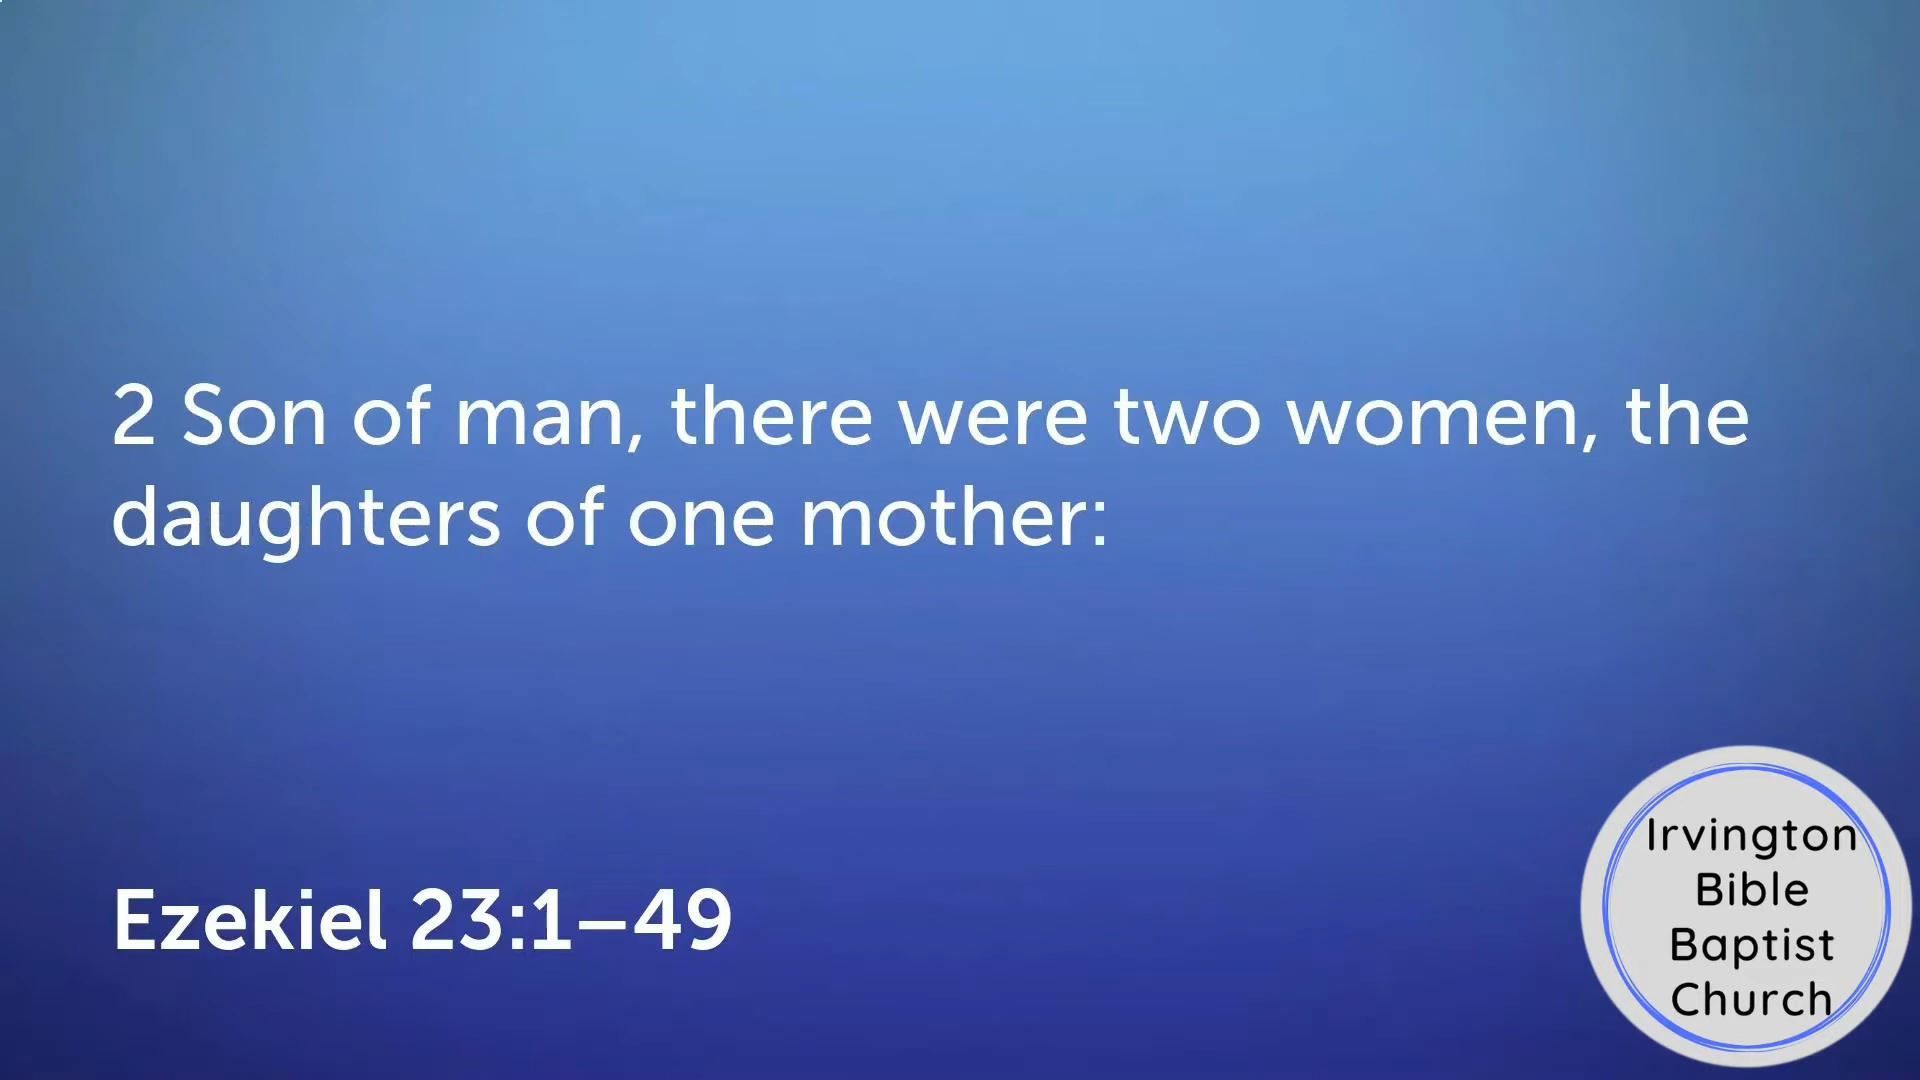 2 Son of man, there were two women, the
daughters of one mother:
Ezekiel 23:1–49
Irvington
Bible
Baptist
Church